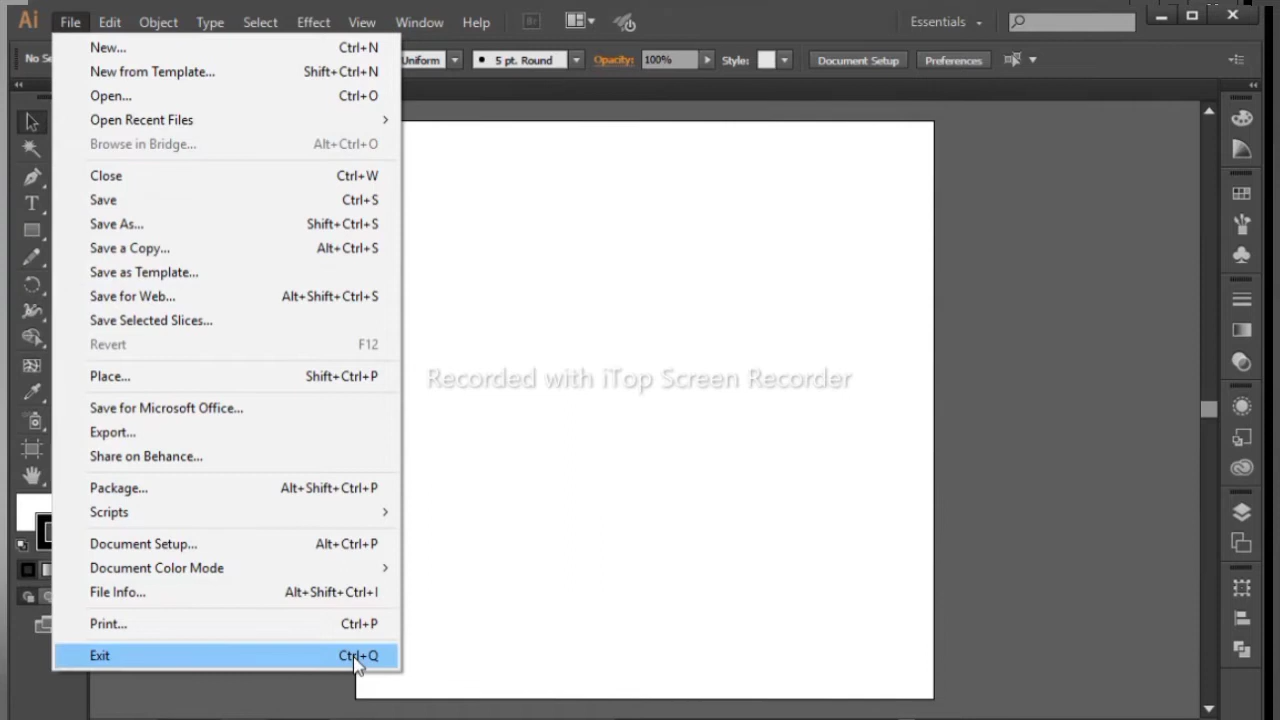 Ai File Edit Object Type Select Effect View Window Help Br Essentials
No Se Uniform 5 pt. Round Opacity: 100% Style: Document Setup Preferences
New... Ctrl+N
New from Template... Shift+Ctrl+N
Open... Ctrl+O
Open Recent Files
Browse in Bridge... Alt+Ctrl+O
Close Ctrl+W
Save Ctrl+S
Save As... Shift+Ctrl+S
Save a Copy... Alt+Ctrl+S
Save as Template...
Save for Web... Alt+Shift+Ctrl+S
Save Selected Slices...
Revert F12
Place... Shift+Ctrl+P
Recorded with iTop Screen Recorder
Save for Microsoft Office...
Export...
Share on Behance...
Package... Alt+Shift+Ctrl+P
Scripts
Document Setup... Alt+Ctrl+P
Document Color Mode
File Info... Alt+Shift+Ctrl+I
Print... Ctrl+P
Exit Ctrl+Q